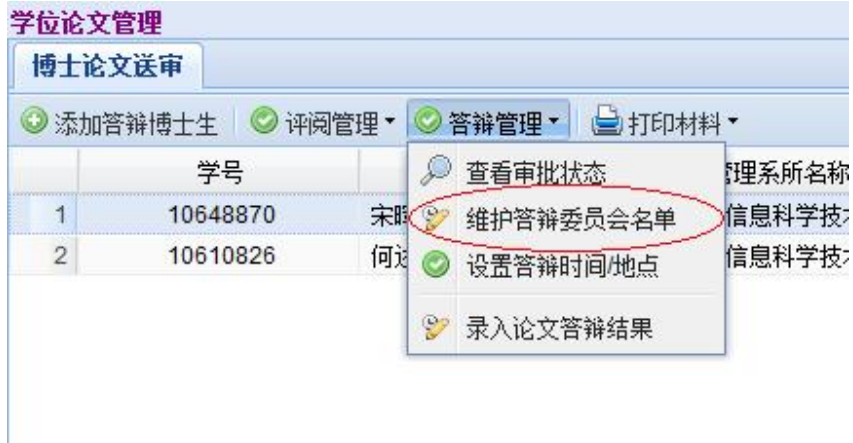 学位论文管理
博士论文送审
添加答辩博士生 评阅管理 答辩管理 打印材料
学号 管理系所名称
查看审批状态
1 10648870 宋 信息科学技
维护答辩委员会名单
2 10610826 何 信息科学技
设置答辩时间/地点
录入论文答辩结果